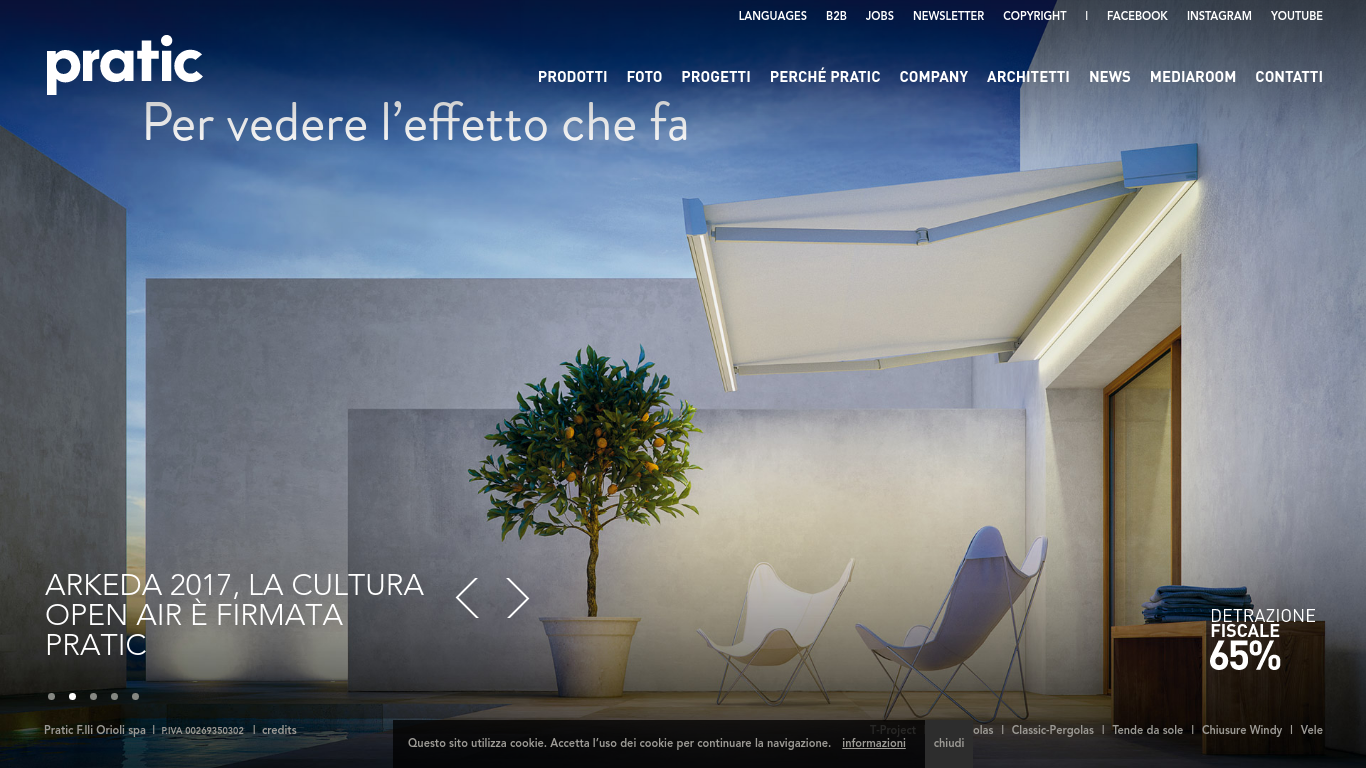 LANGUAGES B2B JOBS NEWSLETTER COPYRIGHT | FACEBOOK INSTAGRAM YOUTUBE
pratic
PRODOTTI FOTO PROGETTI PERCHÉ PRATIC COMPANY ARCHITETTI NEWS MEDIAROOM CONTATTI
Per vedere l'effetto che fa
ARKEDA 2017, LA CULTURA
OPEN AIR È FIRMATA
PRATIC
DETRAZIONE
FISCALE
65%
Pratic F.lli Orioli spa | P.IVA 00269350302 | credits
T-Project olas | Classic-Pergolas | Tende da sole | Chiusure Windy | Vele
Questo sito utilizza cookie. Accetta l'uso dei cookie per continuare la navigazione. informazioni chiudi